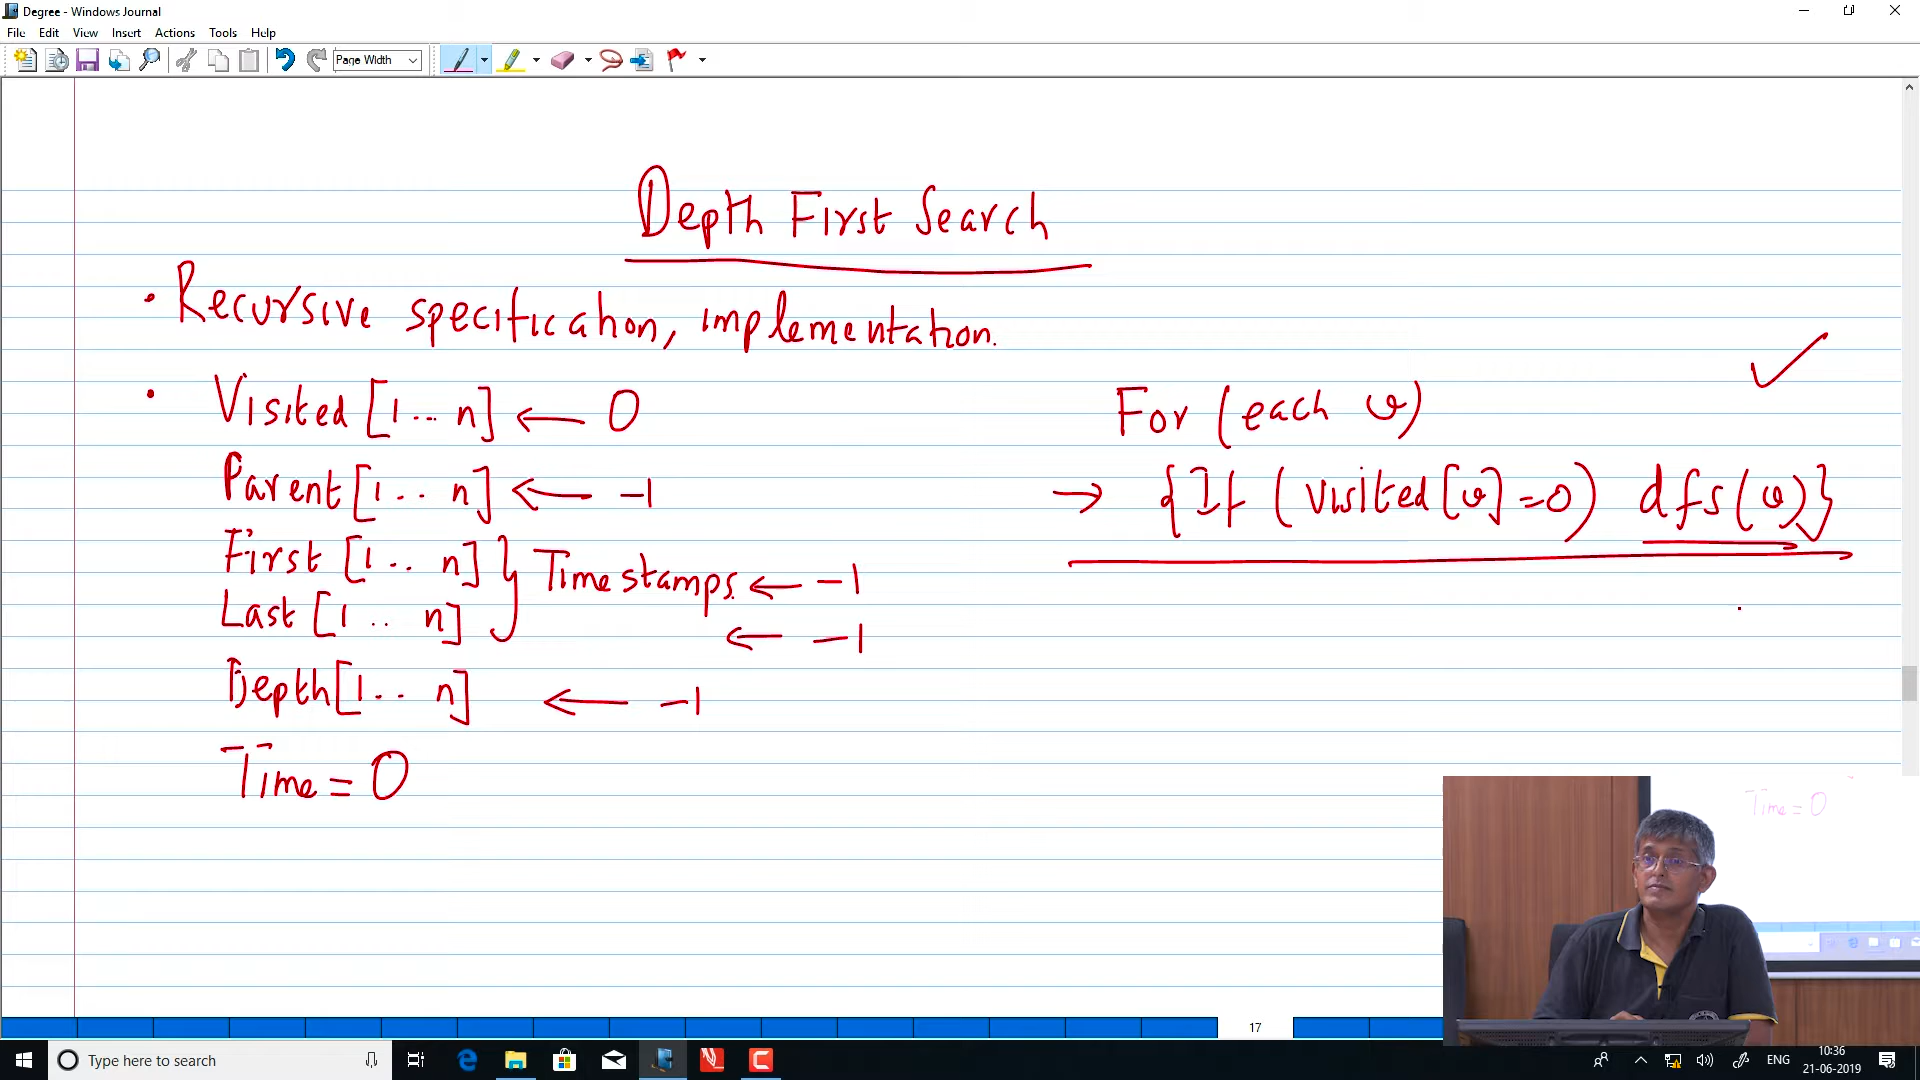 Degree - Windows Journal
File Edit View Insert Actions Tools Help
Page Width
Depth First Search
• Recursive specification, implementation.
• Visited [1... n] ← 0
Parent [1.. n] ← -1
First [1.. n] } Timestamps ← -1
Last [1.. n] ← -1
Depth [1... n] ← -1
Time = 0
For (each v)
→ {If (visited[v] = 0) dfs(v)}
Time = 0
17
Type here to search
ENG
10:36
21-06-2019